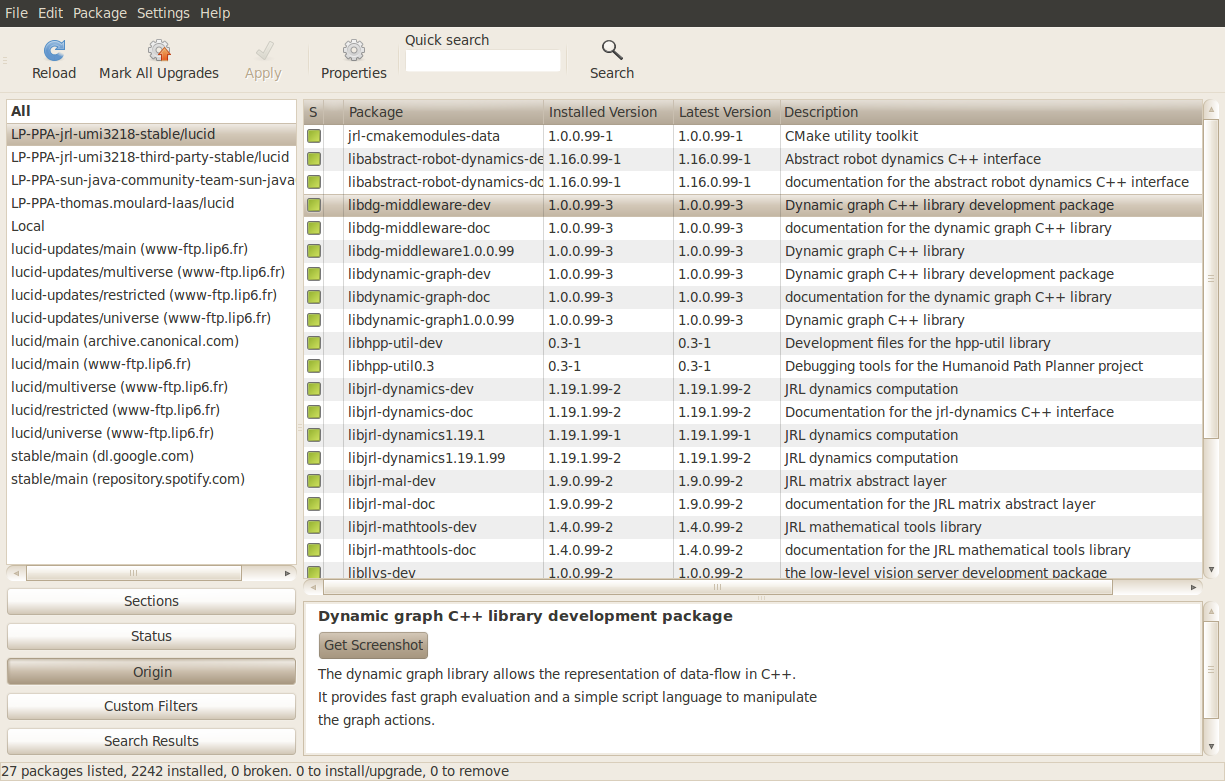 File Edit Package Settings Help
Quick search
Reload Mark All Upgrades Apply Properties Search
All
LP-PPA-jrl-umi3218-stable/lucid
LP-PPA-jrl-umi3218-third-party-stable/lucid
LP-PPA-sun-java-community-team-sun-java
LP-PPA-thomas.moulard-laas/lucid
Local
lucid-updates/main (www-ftp.lip6.fr)
lucid-updates/multiverse (www-ftp.lip6.fr)
lucid-updates/restricted (www-ftp.lip6.fr)
lucid-updates/universe (www-ftp.lip6.fr)
lucid/main (archive.canonical.com)
lucid/main (www-ftp.lip6.fr)
lucid/multiverse (www-ftp.lip6.fr)
lucid/restricted (www-ftp.lip6.fr)
lucid/universe (www-ftp.lip6.fr)
stable/main (dl.google.com)
stable/main (repository.spotify.com)
Sections
Status
Origin
Custom Filters
Search Results
S Package Installed Version Latest Version Description
jrl-cmakemodules-data 1.0.0.99-1 1.0.0.99-1 CMake utility toolkit
libabstract-robot-dynamics-de 1.16.0.99-1 1.16.0.99-1 Abstract robot dynamics C++ interface
libabstract-robot-dynamics-do 1.16.0.99-1 1.16.0.99-1 documentation for the abstract robot dynamics C++ interface
libdg-middleware-dev 1.0.0.99-3 1.0.0.99-3 Dynamic graph C++ library development package
libdg-middleware-doc 1.0.0.99-3 1.0.0.99-3 documentation for the dynamic graph C++ library
libdg-middleware1.0.0.99 1.0.0.99-3 1.0.0.99-3 Dynamic graph C++ library
libdynamic-graph-dev 1.0.0.99-3 1.0.0.99-3 Dynamic graph C++ library development package
libdynamic-graph-doc 1.0.0.99-3 1.0.0.99-3 documentation for the dynamic graph C++ library
libdynamic-graph1.0.0.99 1.0.0.99-3 1.0.0.99-3 Dynamic graph C++ library
libhpp-util-dev 0.3-1 0.3-1 Development files for the hpp-util library
libhpp-util0.3 0.3-1 0.3-1 Debugging tools for the Humanoid Path Planner project
libjrl-dynamics-dev 1.19.1.99-2 1.19.1.99-2 JRL dynamics computation
libjrl-dynamics-doc 1.19.1.99-2 1.19.1.99-2 Documentation for the jrl-dynamics C++ interface
libjrl-dynamics1.19.1 1.19.1.99-1 1.19.1.99-1 JRL dynamics computation
libjrl-dynamics1.19.1.99 1.19.1.99-2 1.19.1.99-2 JRL dynamics computation
libjrl-mal-dev 1.9.0.99-2 1.9.0.99-2 JRL matrix abstract layer
libjrl-mal-doc 1.9.0.99-2 1.9.0.99-2 documentation for the JRL matrix abstract layer
libjrl-mathtools-dev 1.4.0.99-2 1.4.0.99-2 JRL mathematical tools library
libjrl-mathtools-doc 1.4.0.99-2 1.4.0.99-2 documentation for the JRL mathematical tools library
libllvs-dev 1.0.0.99-2 1.0.0.99-2 the low-level vision server development package
Dynamic graph C++ library development package
Get Screenshot
The dynamic graph library allows the representation of data-flow in C++.
It provides fast graph evaluation and a simple script language to manipulate
the graph actions.
27 packages listed, 2242 installed, 0 broken. 0 to install/upgrade, 0 to remove